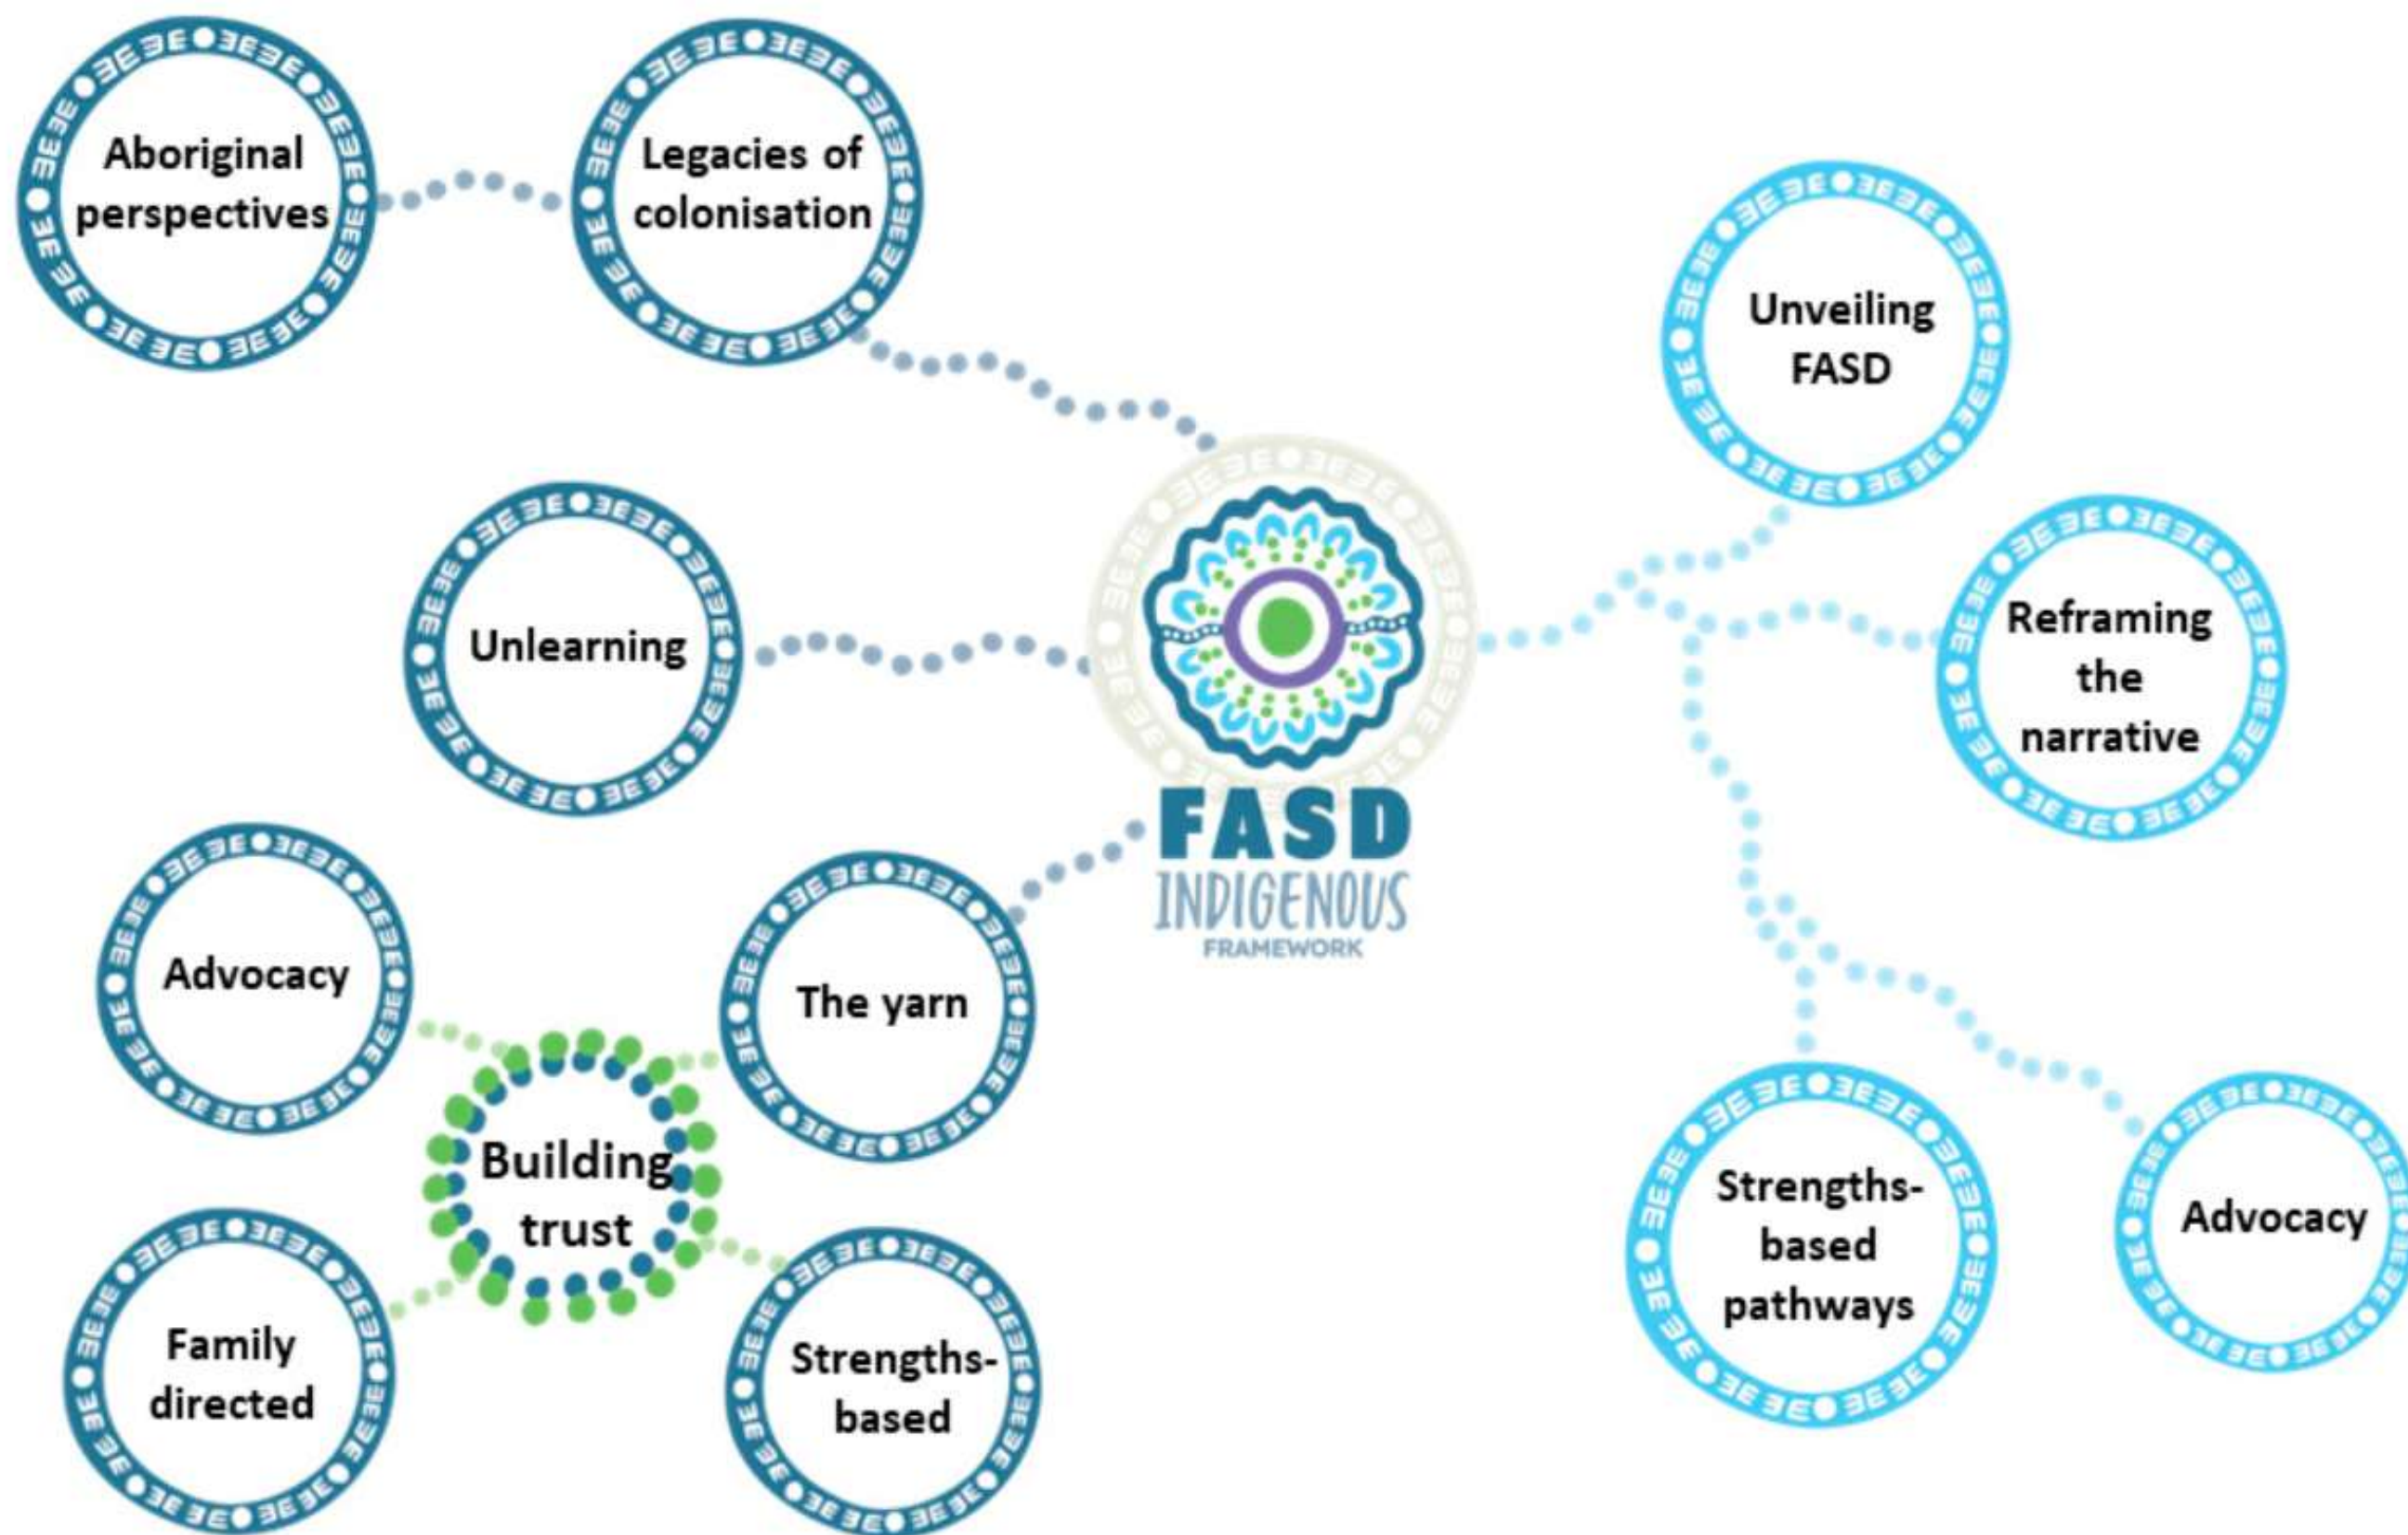 Aboriginal
perspectives
Legacies of
colonisation
Unlearning
Advocacy
The yarn
Building
trust
Family
directed
Strengths-
based
FASD
INDIGENOUS
FRAMEWORK
Unveiling
FASD
Reframing
the
narrative
Strengths-
based
pathways
Advocacy